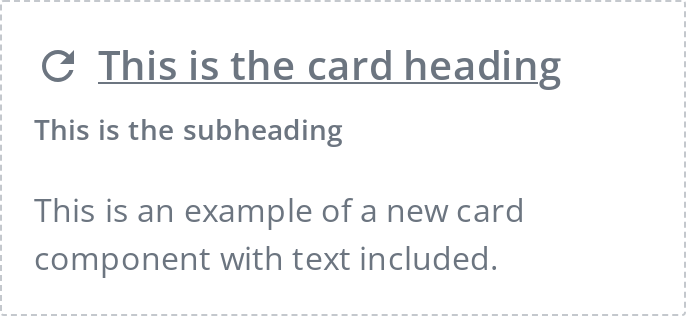 This is the card heading
This is the subheading
This is an example of a new card
component with text included.